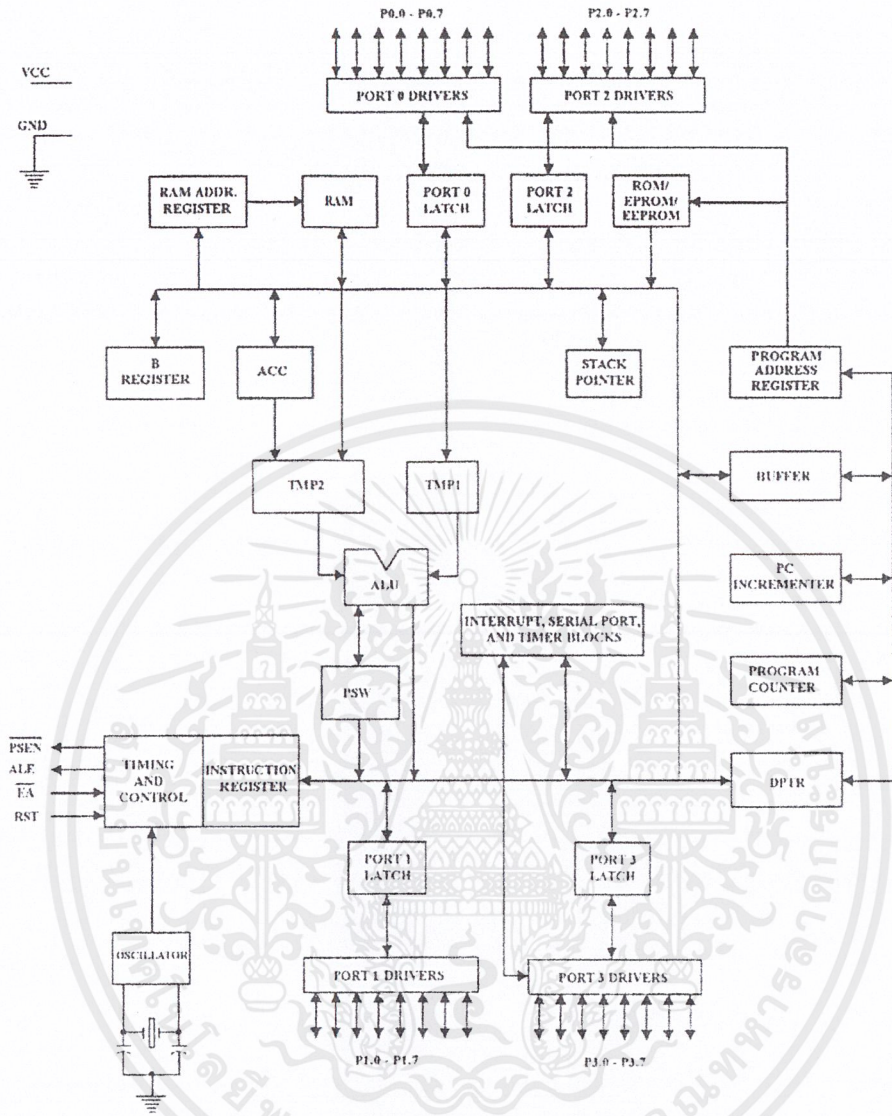 P0.0 - P0.7
P2.0 - P2.7
VCC
GND
PORT 0 DRIVERS
PORT 2 DRIVERS
RAM ADDR.
REGISTER
RAM
PORT 0
LATCH
PORT 2
LATCH
ROM/
EPROM/
EEPROM
B
REGISTER
ACC
STACK
POINTER
PROGRAM
ADDRESS
REGISTER
TMP2
TMP1
BUFFER
ALU
PC
INCREMENTER
INTERRUPT, SERIAL PORT,
AND TIMER BLOCKS
PSW
PROGRAM
COUNTER
PSEN
ALE
EA
RST
TIMING
AND
CONTROL
INSTRUCTION
REGISTER
DPTR
PORT 1
LATCH
PORT 3
LATCH
OSCILLATOR
PORT 1 DRIVERS
PORT 3 DRIVERS
P1.0 - P1.7
P3.0 - P3.7